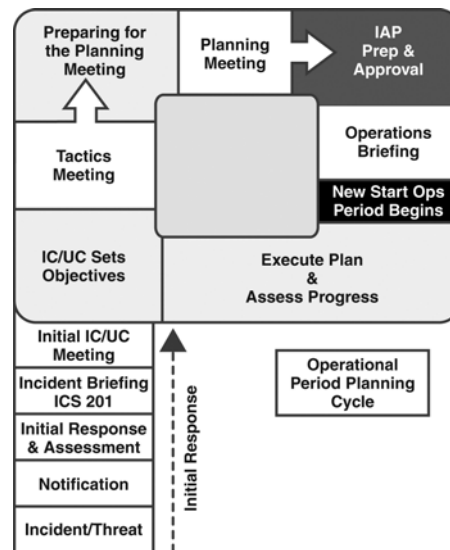 Preparing for
the Planning
Meeting
Planning
Meeting
IAP
Prep &
Approval
Tactics
Meeting
Operations
Briefing
New Start Ops
Period Begins
IC/UC Sets
Objectives
Execute Plan
&
Assess Progress
Initial IC/UC
Meeting
Incident Briefing
ICS 201
Initial Response
& Assessment
Notification
Incident/Threat
Initial Response
Operational
Period Planning
Cycle